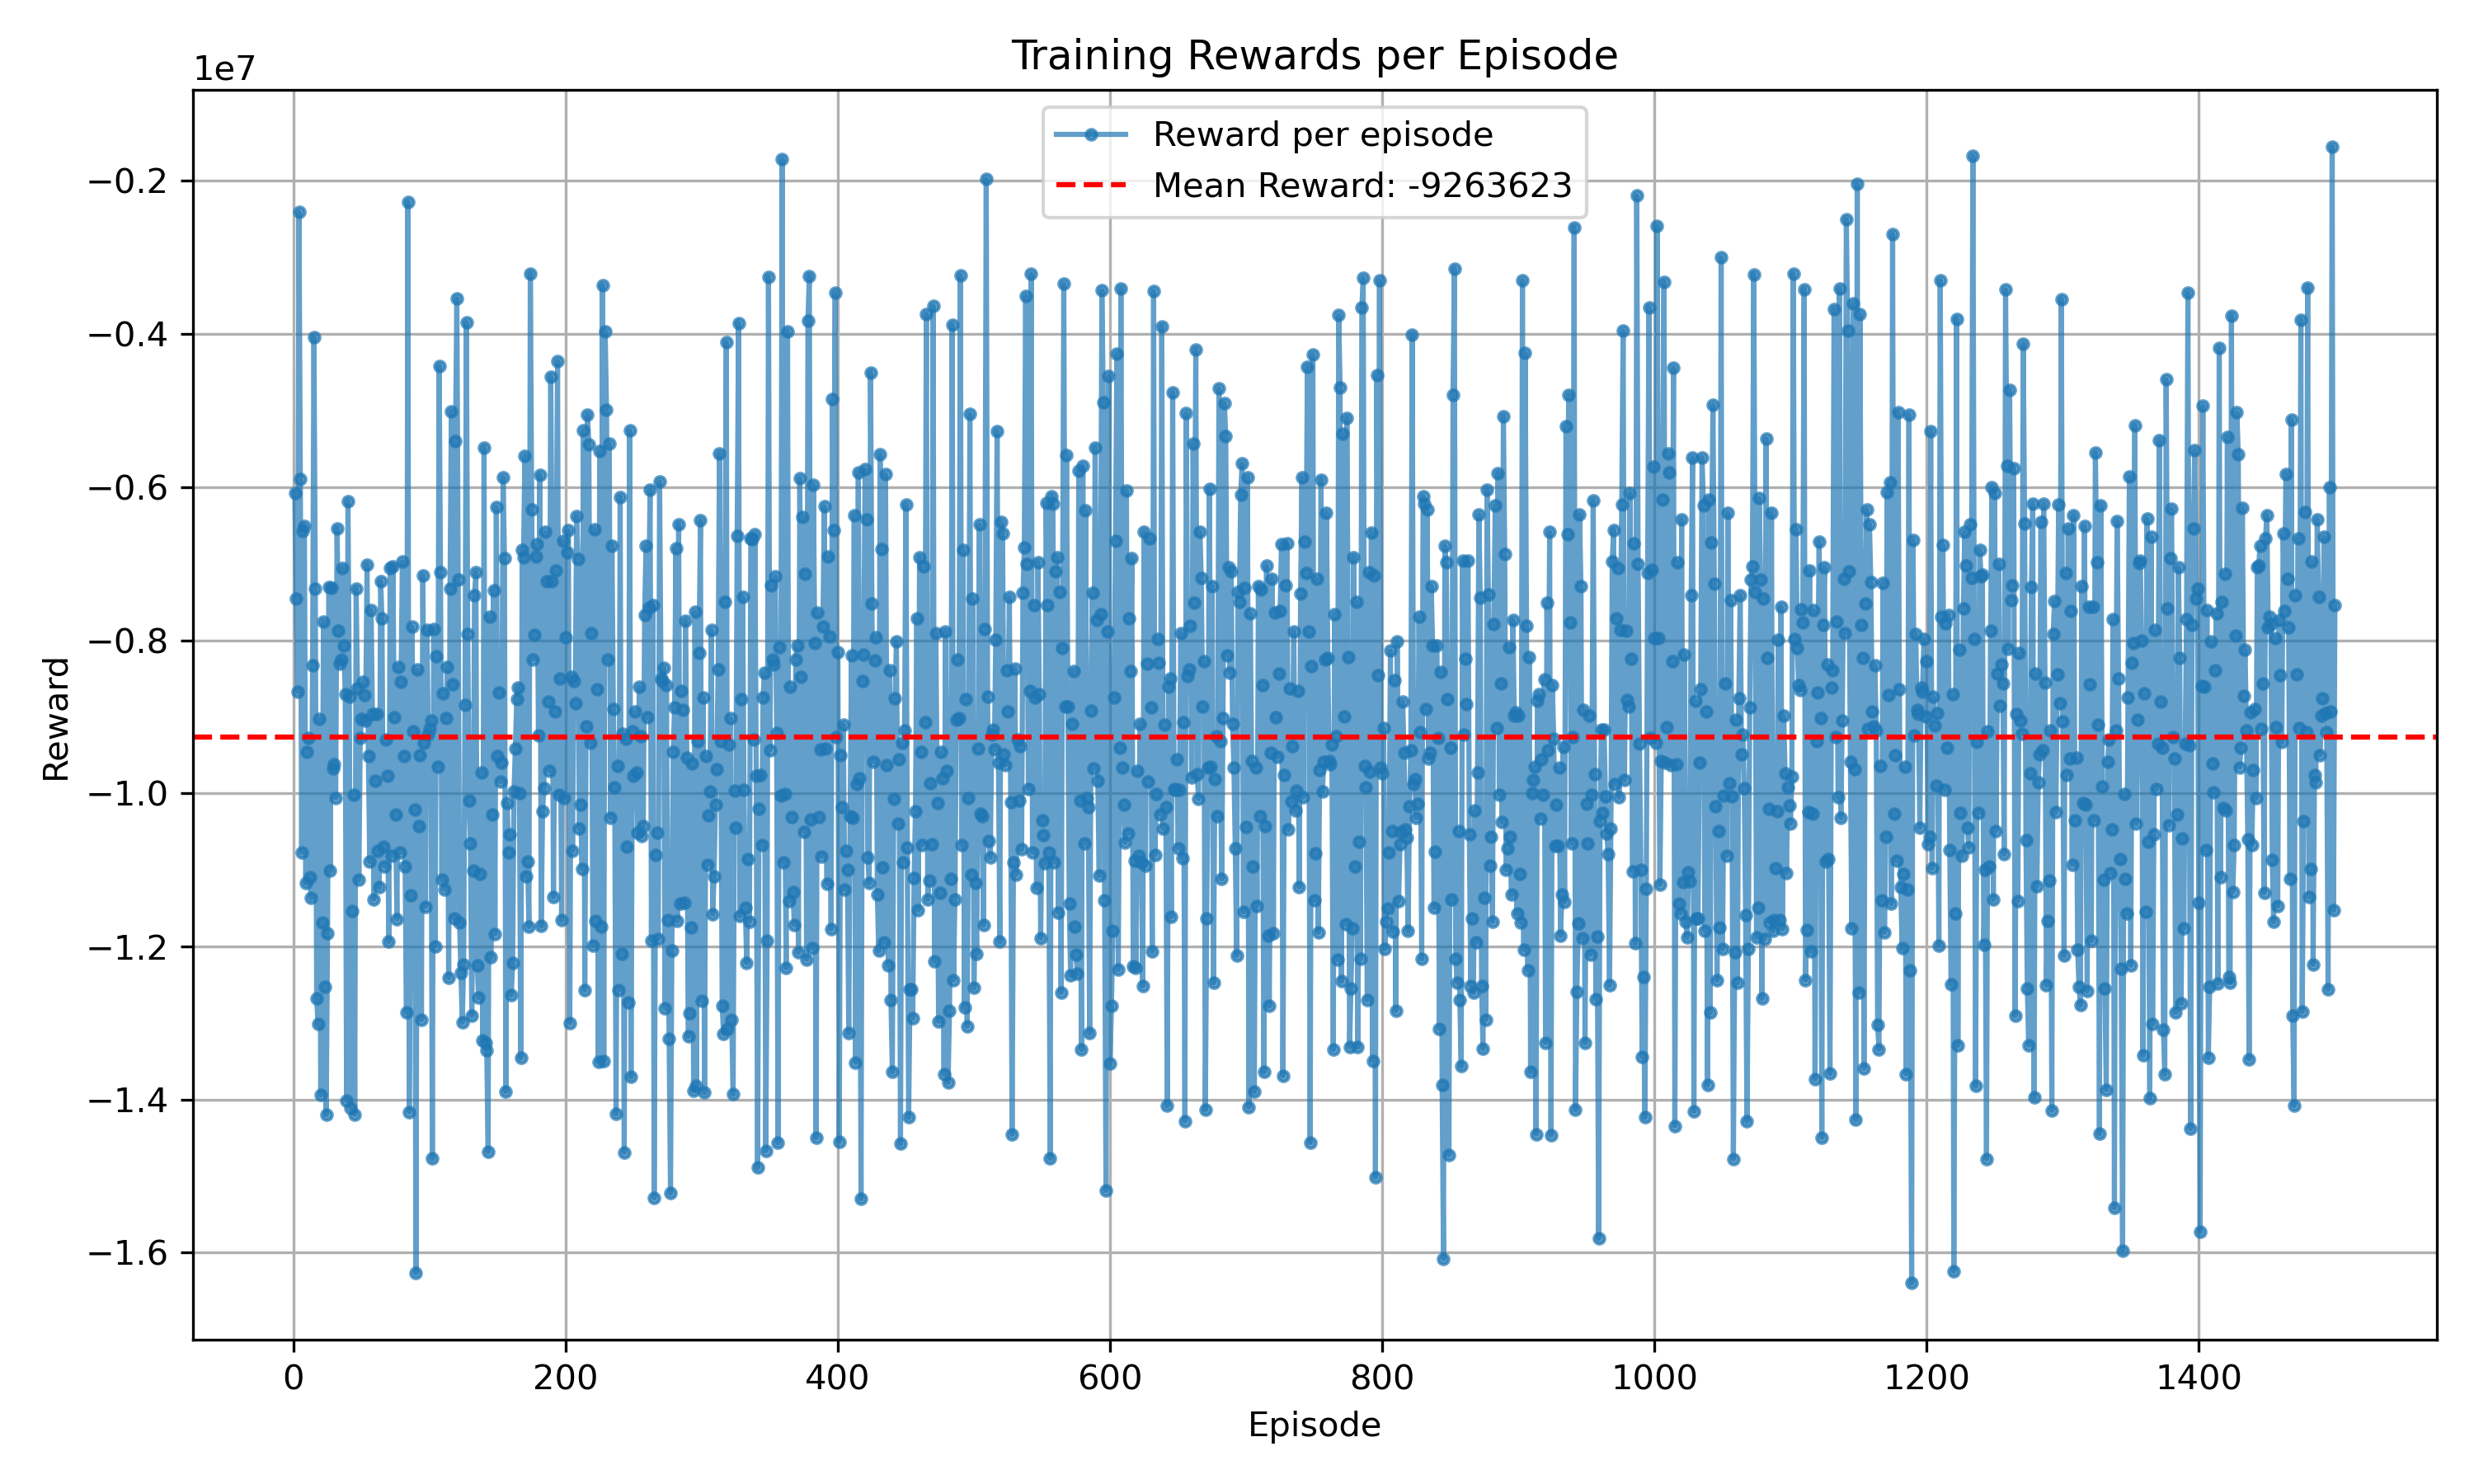 Training Rewards per Episode
1e7
Reward per episode
Mean Reward: -9263623
−0.2
−0.4
−0.6
−0.8
−1.0
−1.2
−1.4
−1.6
Reward
0 200 400 600 800 1000 1200 1400
Episode